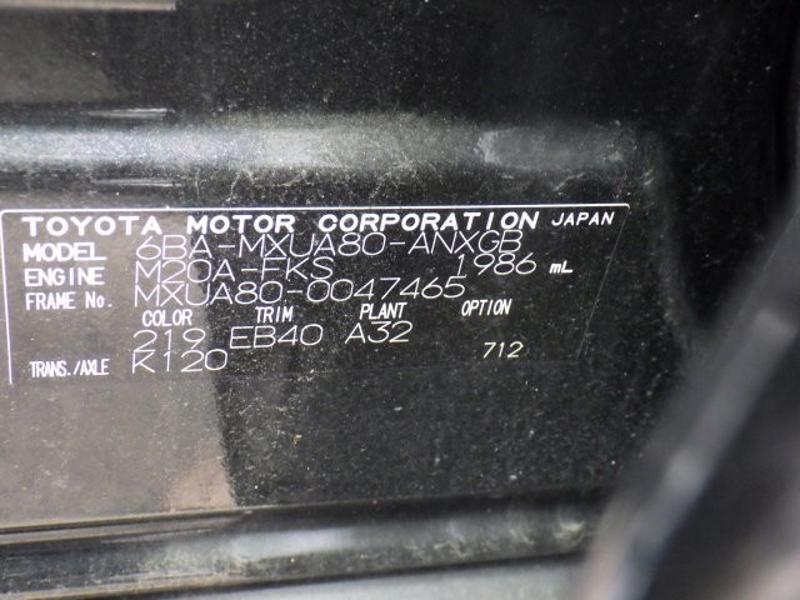 TOYOTA MOTOR CORPORATION JAPAN
MODEL 6BA-MXUA80-ANXGB
ENGINE M20A-FKS 1986 mL
FRAME No. MXUA80-0047465
COLOR TRIM PLANT OPTION
219 EB40 A32 712
TRANS./AXLE K120